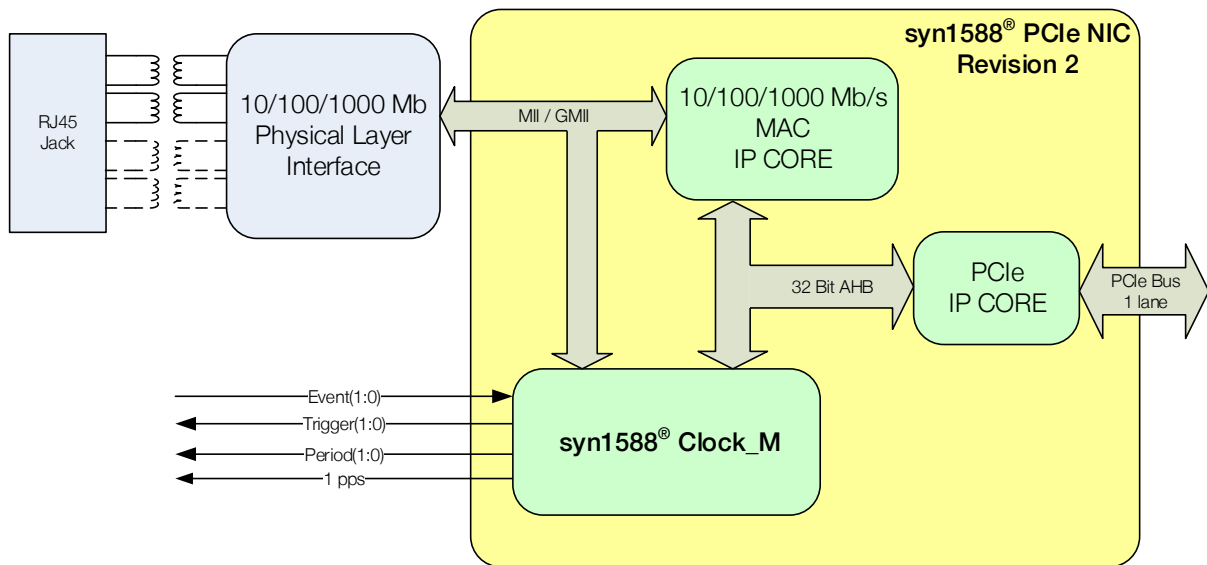 syn1588® PCIe NIC
Revision 2
RJ45
Jack
10/100/1000 Mb
Physical Layer
Interface
MII / GMII
10/100/1000 Mb/s
MAC
IP CORE
32 Bit AHB
PCIe
IP CORE
PCIe Bus
1 lane
Event(1:0)
Trigger(1:0)
Period(1:0)
1 pps
syn1588® Clock_M